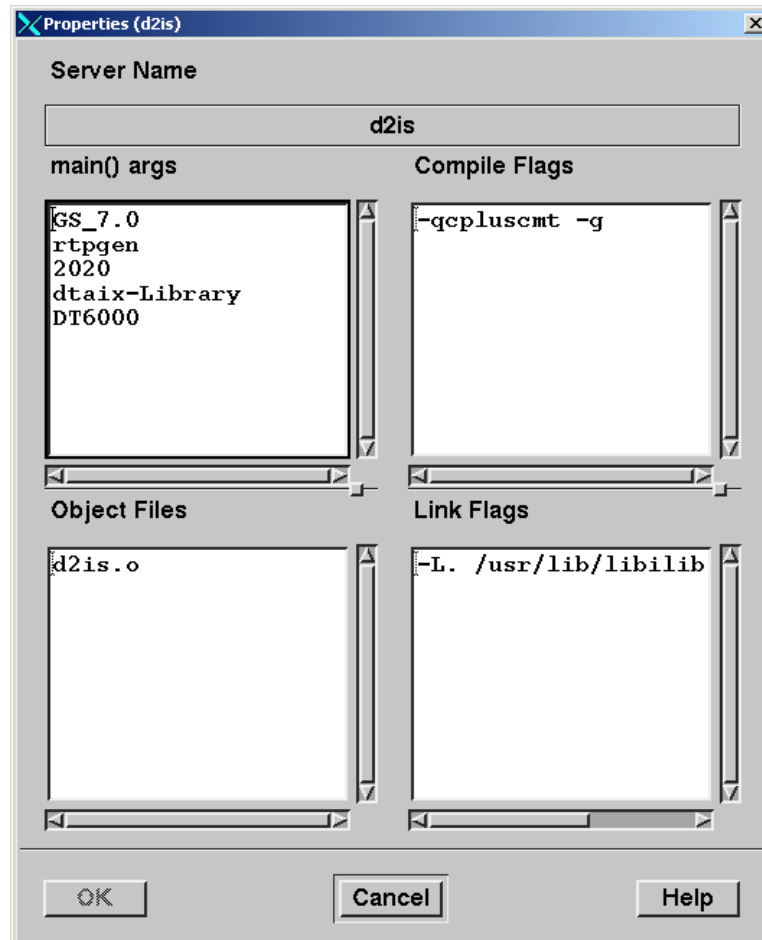 Properties (d2is)
Server Name
d2is
main() args
Compile Flags
GS_7.0
rtpgen
2020
dtaix-Library
DT6000
-qcpluscmt -g
Object Files
Link Flags
d2is.o
-L. /usr/lib/libilib
OK
Cancel
Help